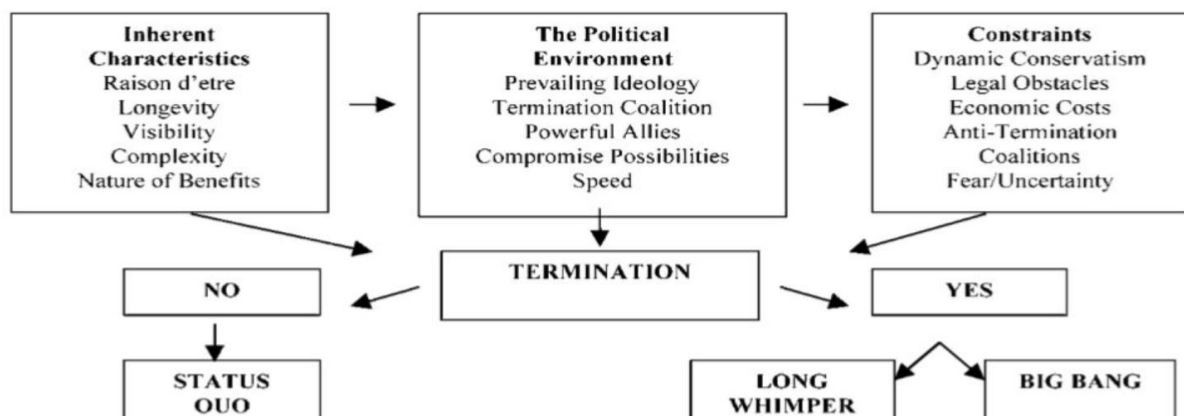 Inherent
Characteristics
Raison d'etre
Longevity
Visibility
Complexity
Nature of Benefits
The Political
Environment
Prevailing Ideology
Termination Coalition
Powerful Allies
Compromise Possibilities
Speed
Constraints
Dynamic Conservatism
Legal Obstacles
Economic Costs
Anti-Termination
Coalitions
Fear/Uncertainty
TERMINATION
NO
YES
STATUS
QUO
LONG
WHIMPER
BIG BANG